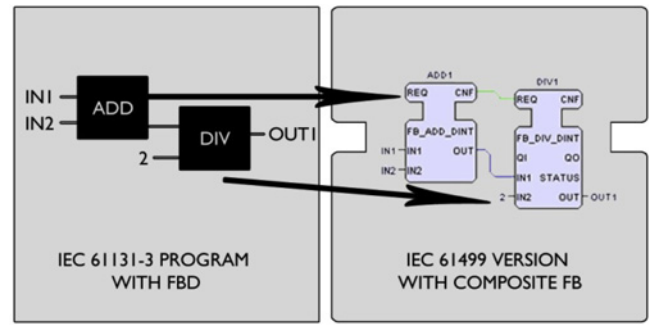 IN1
IN2
ADD
DIV
2
OUT1
IEC 61131-3 PROGRAM
WITH FBD
ADD1
REQ CNF
FB_ADD_DINT
IN1 IN1 OUT
IN2 IN2
DIV1
REQ CNF
FB_DIV_DINT
QI QO
IN1 STATUS
2 IN2 OUT OUT1
IEC 61499 VERSION
WITH COMPOSITE FB